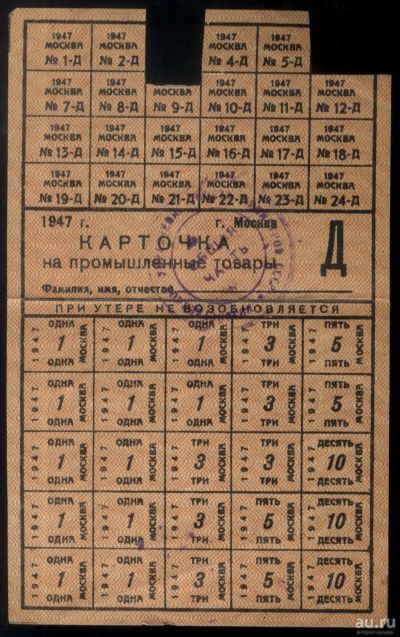 1947 МОСКВА № 1-Д
1947 МОСКВА № 2-Д
1947 МОСКВА № 4-Д
1947 МОСКВА № 5-Д
1947 МОСКВА № 7-Д
1947 МОСКВА № 8-Д
МОСКВА № 9-Д
1947 МОСКВА № 10-Д
1947 МОСКВА № 11-Д
1947 МОСКВА № 12-Д
1947 МОСКВА № 13-Д
1947 МОСКВА № 14-Д
1947 МОСКВА № 15-Д
1947 МОСКВА № 16-Д
1947 МОСКВА № 17-Д
1947 МОСКВА № 18-Д
1947 МОСКВА № 19-Д
1947 МОСКВА № 20-Д
1947 МОСКВА № 21-Д
1947 МОСКВА № 22-Д
1947 МОСКВА № 23-Д
1947 МОСКВА № 24-Д
1947 г. г. Москва
КАРТОЧКА
на промышленные товары
Д
Фамилия, имя, отчество
ЧАСТЬ
ПРИ УТЕРЕ НЕ ВОЗОБНОВЛЯЕТСЯ
1947 ОДНА 1 МОСКВА
1947 ОДНА 1 ОДНА МОСКВА
1947 ОДНА 1 ОДНА МОСКВА
1947 ТРИ 3 ТРИ МОСКВА
1947 ПЯТЬ 5 ПЯТЬ МОСКВА
1947 ОДНА 1 ОДНА МОСКВА
1947 ОДНА 1 ОДНА МОСКВА
1947 ОДНА 1 ОДНА МОСКВА
1947 ТРИ 3 ТРИ МОСКВА
1947 ПЯТЬ 5 ПЯТЬ МОСКВА
1947 ОДНА 1 ОДНА МОСКВА
1947 ОДНА 1 ОДНА МОСКВА
1947 ТРИ 3 ТРИ МОСКВА
1947 ТРИ 3 ТРИ МОСКВА
1947 ДЕСЯТЬ 10 ДЕСЯТЬ МОСКВА
1947 ОДНА 1 ОДНА МОСКВА
1947 ОДНА 1 ОДНА МОСКВА
1947 ТРИ 3 ТРИ МОСКВА
1947 ПЯТЬ 5 ПЯТЬ МОСКВА
1947 ДЕСЯТЬ 10 ДЕСЯТЬ МОСКВА
1947 ОДНА 1 ОДНА МОСКВА
1947 ОДНА 1 ОДНА МОСКВА
1947 ТРИ 3 ТРИ МОСКВА
1947 ПЯТЬ 5 ПЯТЬ МОСКВА
1947 ДЕСЯТЬ 10 ДЕСЯТЬ МОСКВА
au.ru